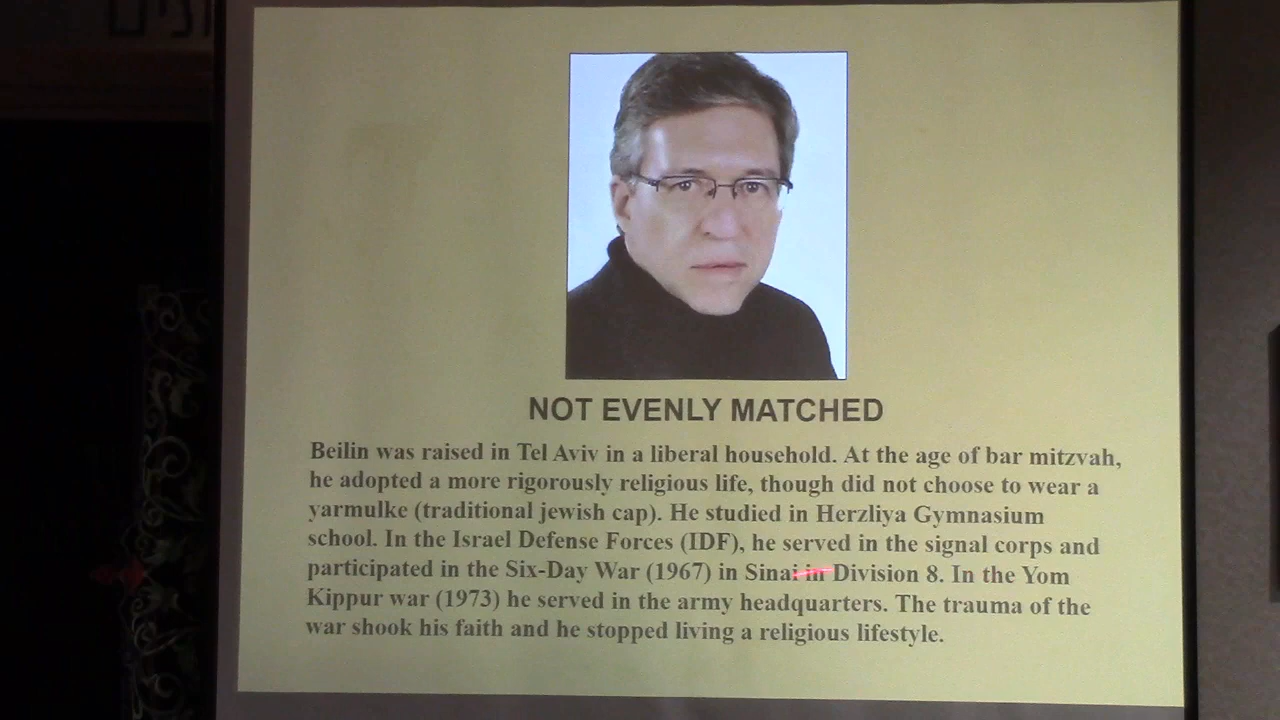 NOT EVENLY MATCHED
Beilin was raised in Tel Aviv in a liberal household. At the age of bar mitzvah,
he adopted a more rigorously religious life, though did not choose to wear a
yarmulke (traditional jewish cap). He studied in Herzliya Gymnasium
school. In the Israel Defense Forces (IDF), he served in the signal corps and
participated in the Six-Day War (1967) in Sinai in Division 8. In the Yom
Kippur war (1973) he served in the army headquarters. The trauma of the
war shook his faith and he stopped living a religious lifestyle.